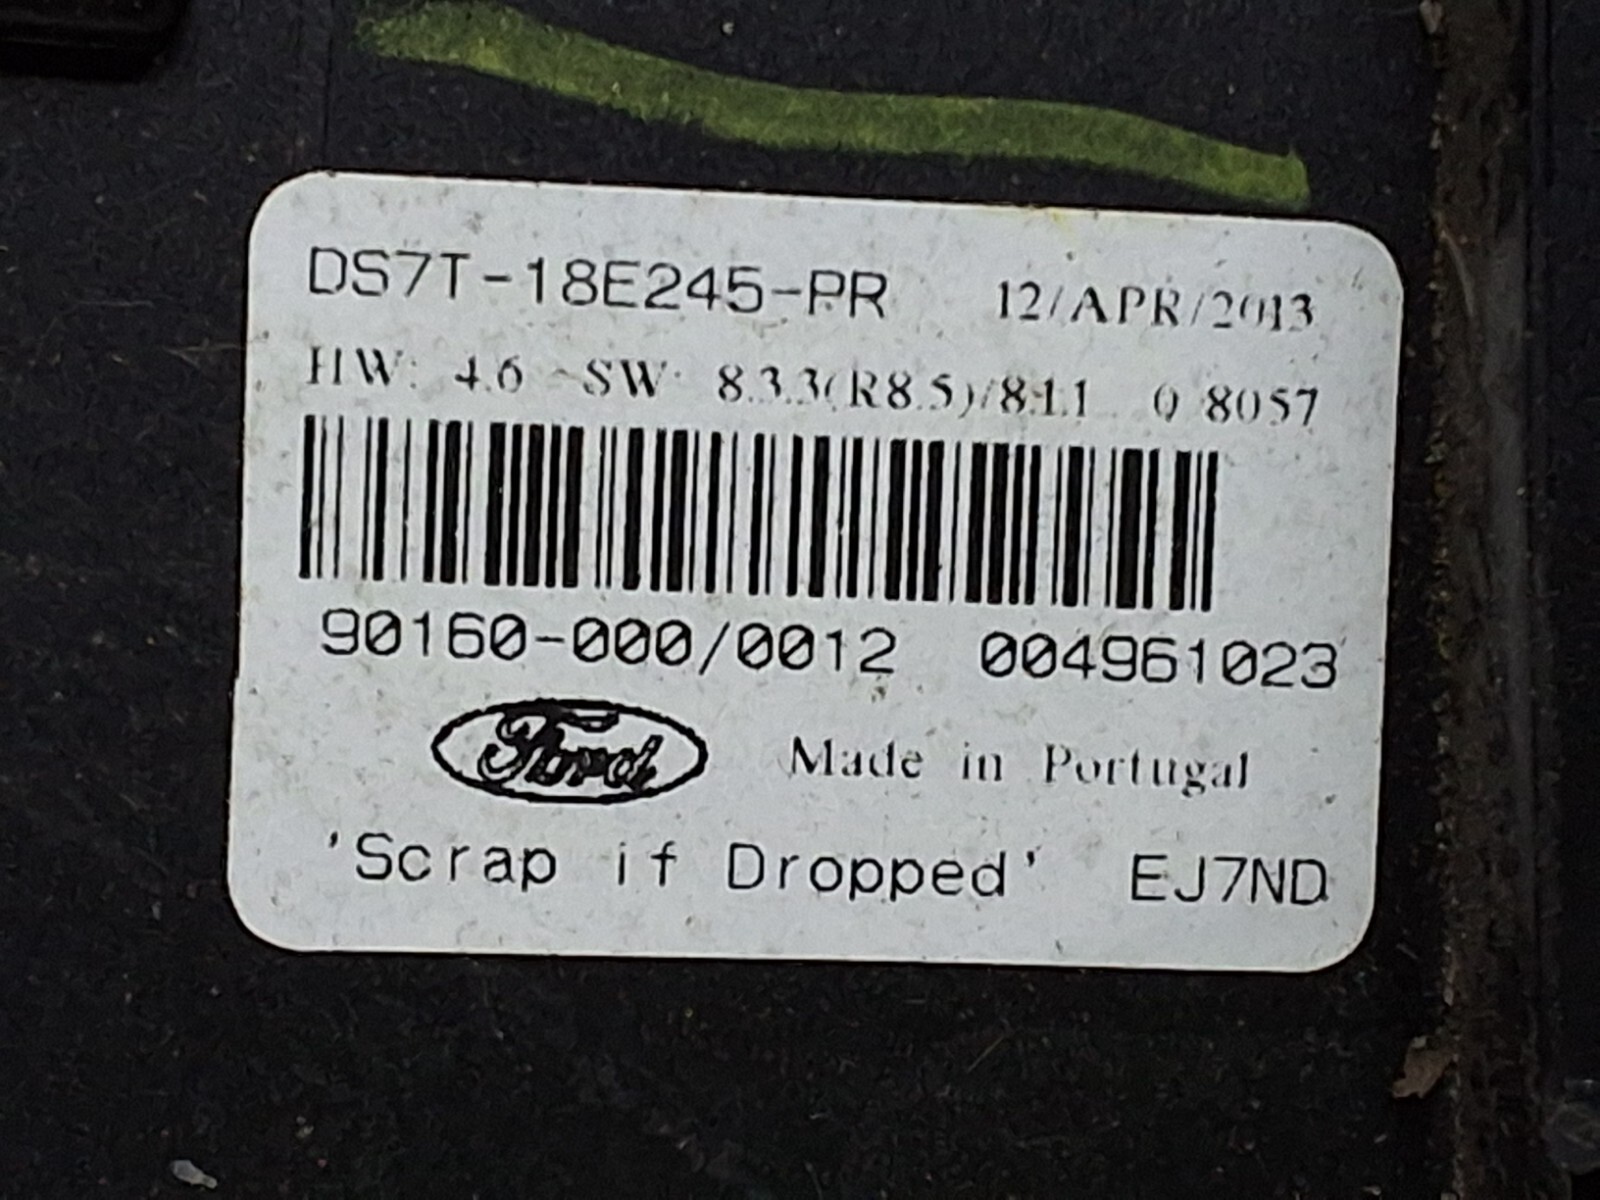 DS7T-18E245-PR 12/APR/2013
HW: 4.6 SW: 8.3.3(R8.5)/8.1.1 0 8057
90160-000/0012 004961023
Ford Made in Portugal
'Scrap if Dropped' EJ7ND